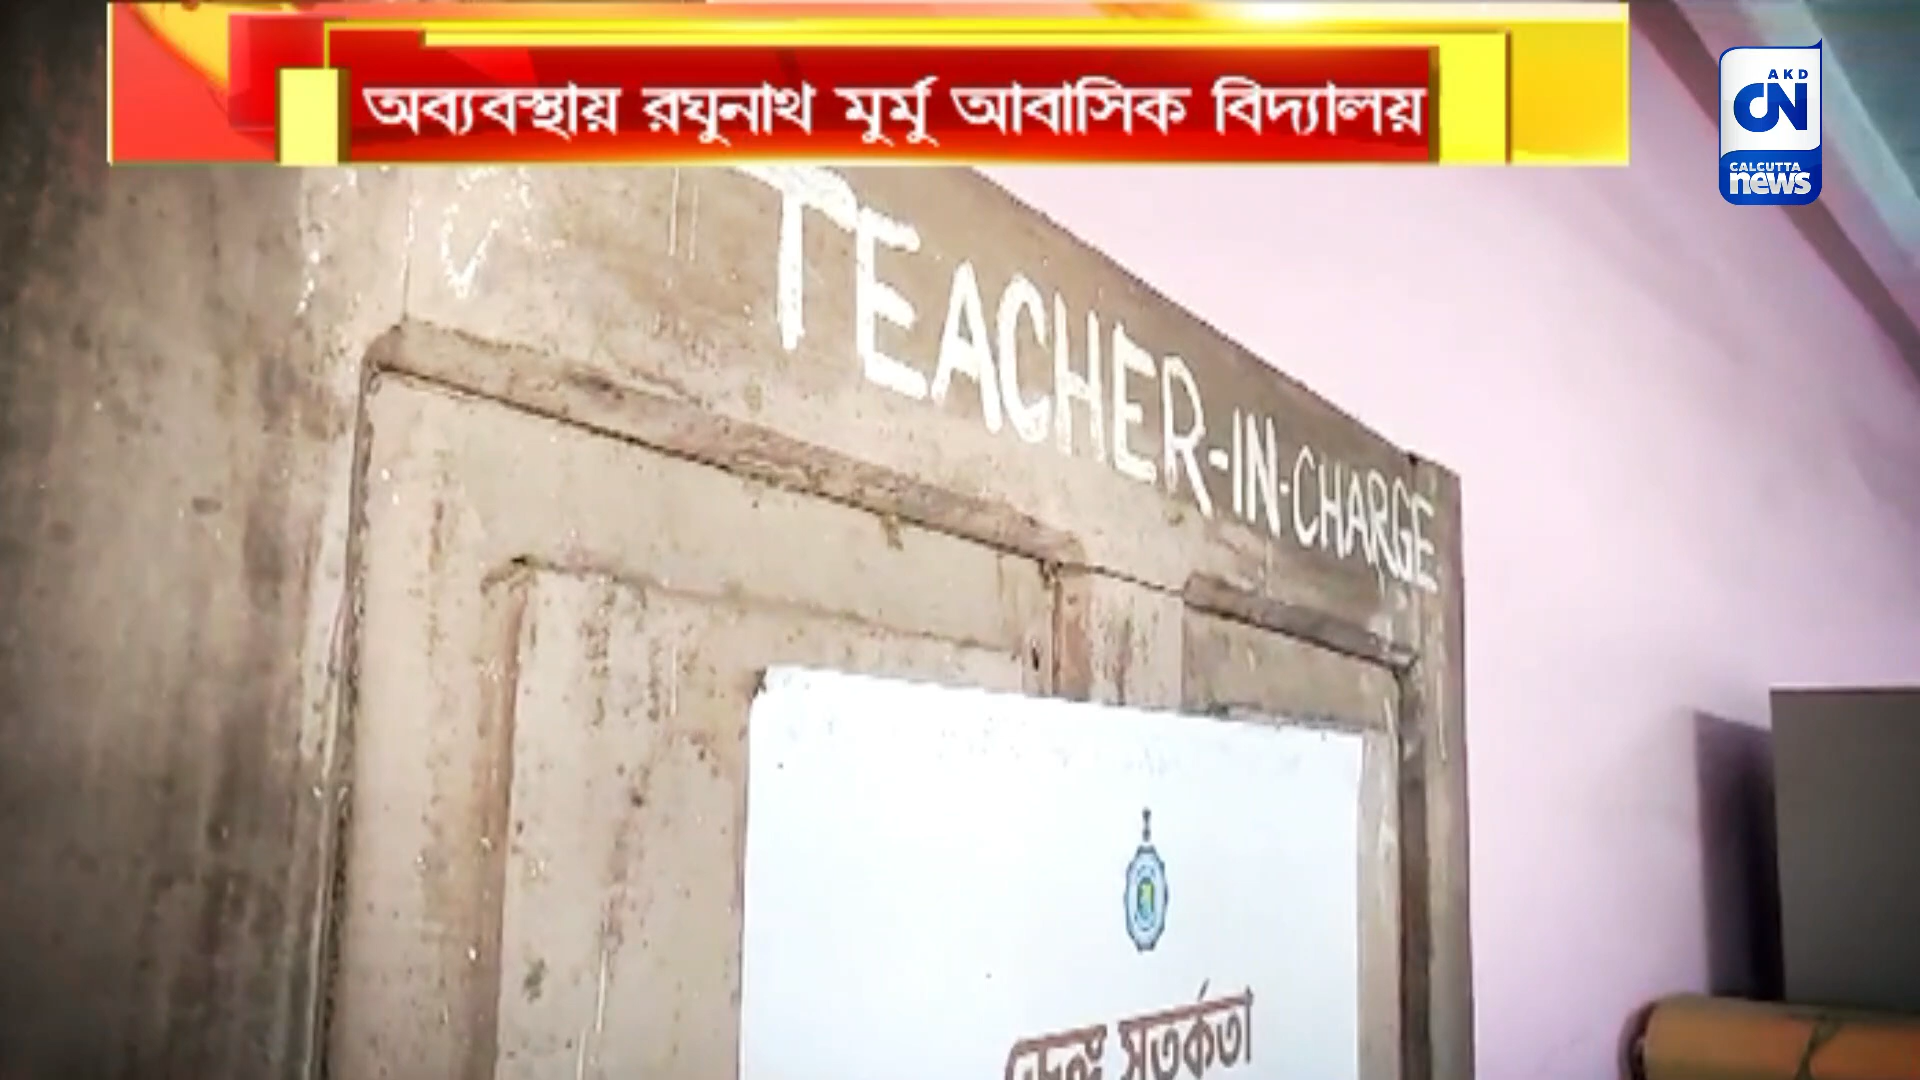 অব্যবস্থায় রঘুনাথ মুর্মু আবাসিক বিদ্যালয়
AKD
CN
CALCUTTA
news
TEACHER-IN-CHARGE
ডেঙ্গু সতর্কতা